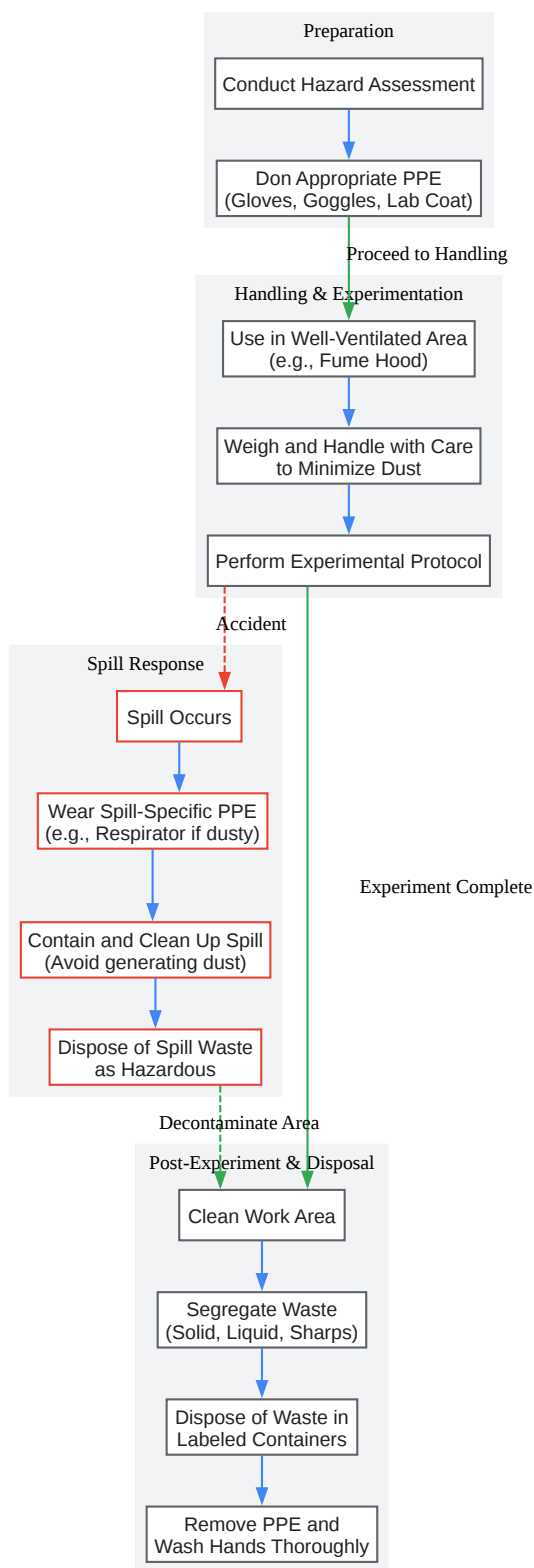 Preparation
Conduct Hazard Assessment
Don Appropriate PPE
(Gloves, Goggles, Lab Coat)
Proceed to Handling
Handling & Experimentation
Use in Well-Ventilated Area
(e.g., Fume Hood)
Weigh and Handle with Care
to Minimize Dust
Perform Experimental Protocol
Accident
Spill Response
Spill Occurs
Wear Spill-Specific PPE
(e.g., Respirator if dusty)
Experiment Complete
Contain and Clean Up Spill
(Avoid generating dust)
Dispose of Spill Waste
as Hazardous
Decontaminate Area
Post-Experiment & Disposal
Clean Work Area
Segregate Waste
(Solid, Liquid, Sharps)
Dispose of Waste in
Labeled Containers
Remove PPE and
Wash Hands Thoroughly